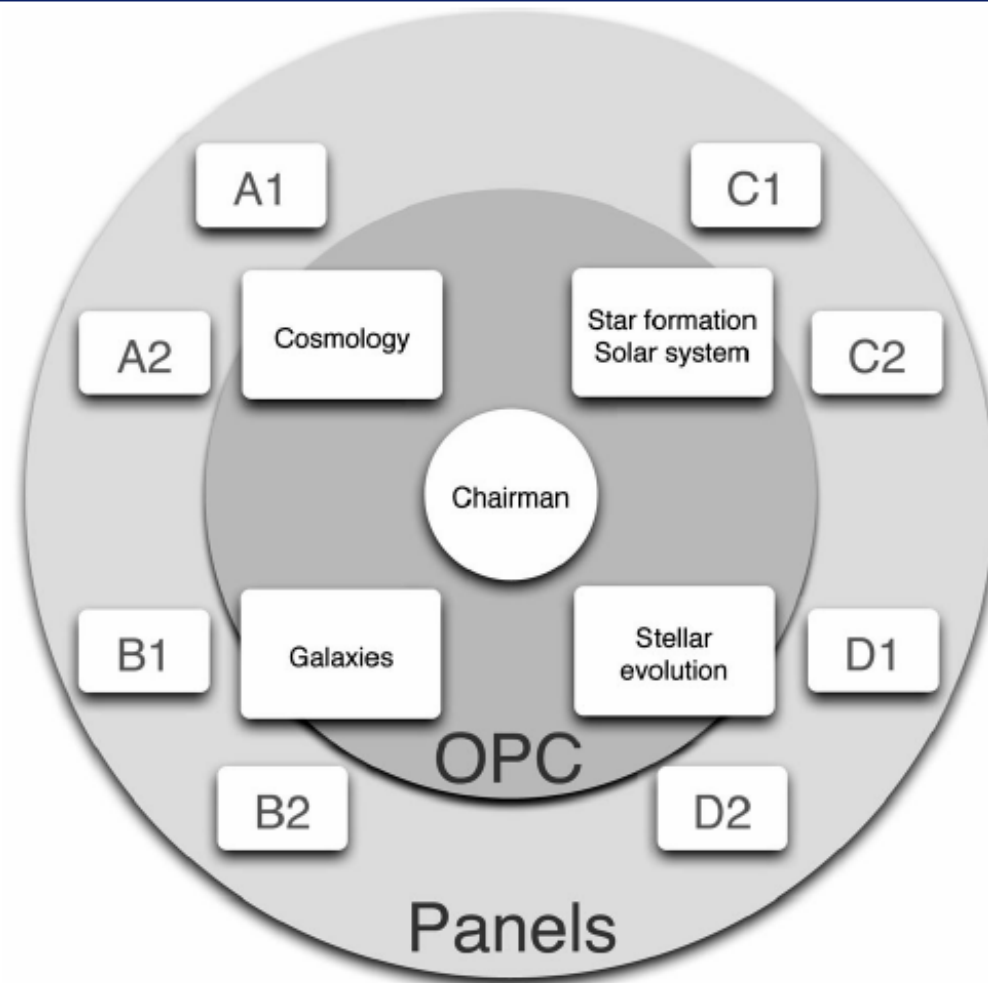 A1
C1
Cosmology
Star formation
Solar system
A2
C2
Chairman
B1
Galaxies
Stellar
evolution
D1
OPC
B2
D2
Panels